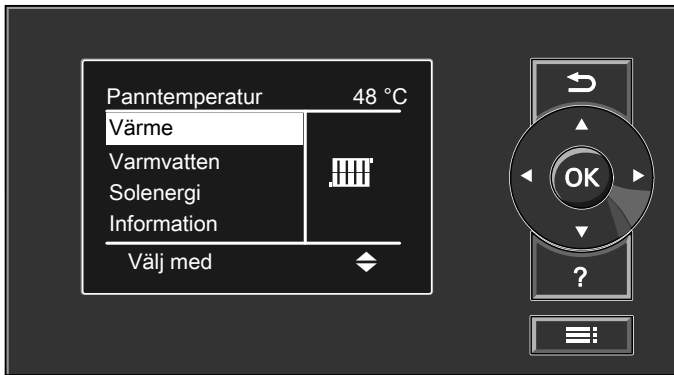 Panntemperatur 48 °C
Värme
Varmvatten
Solenergi
Information
Välj med
OK
?